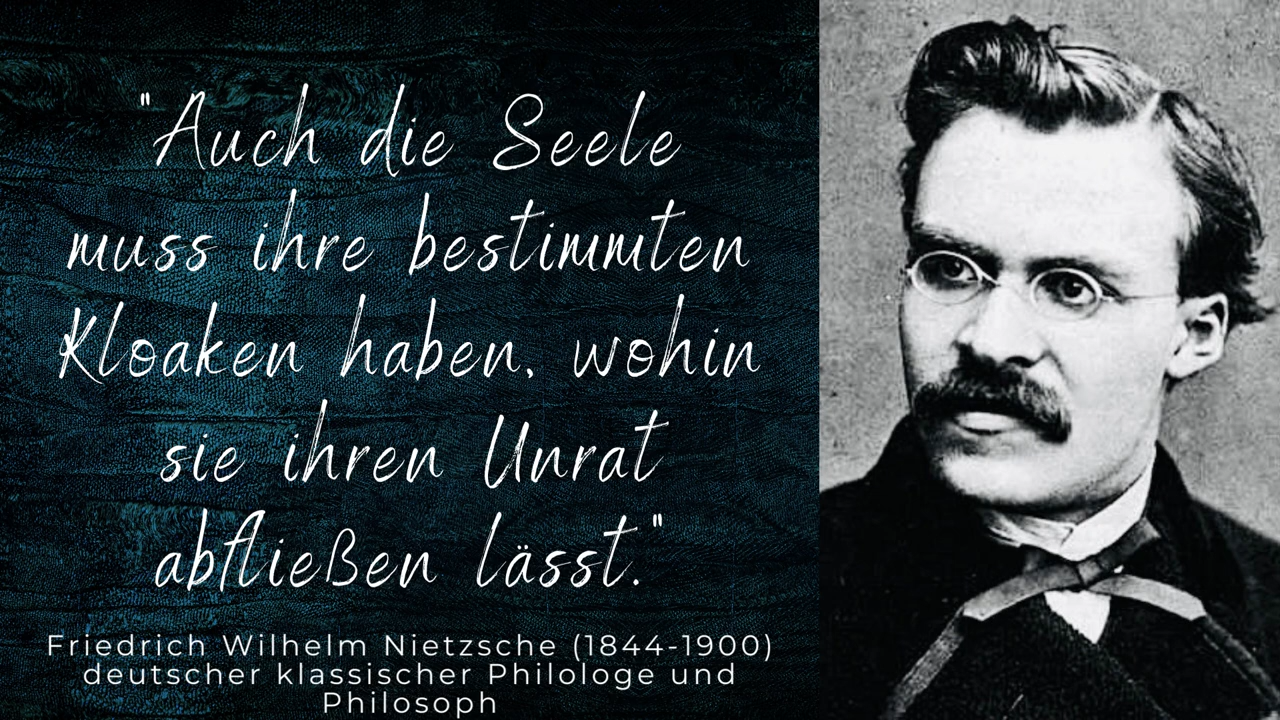 "Auch die Seele
muss ihre bestimmten
Kloaken haben, wohin
sie ihren Unrat
abfließen lässt."
Friedrich Wilhelm Nietzsche (1844-1900)
deutscher klassischer Philologe und
Philosoph